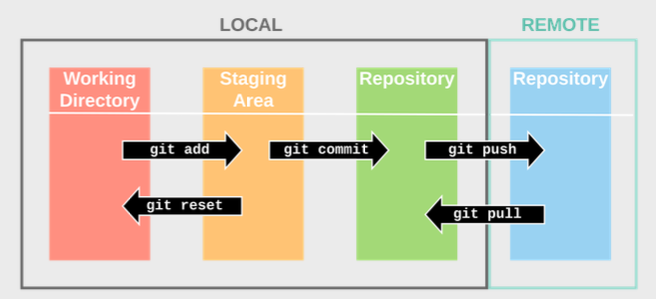 LOCAL
REMOTE
Working
Directory
Staging
Area
Repository
Repository
git add
git commit
git push
git reset
git pull